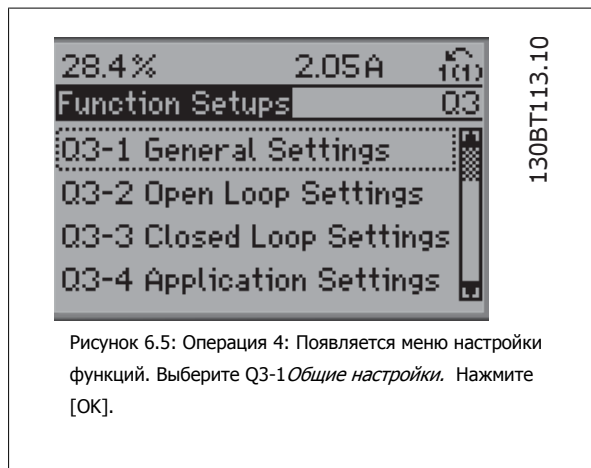 28.4% 2.05A 1(1)
Function Setups Q3
Q3-1 General Settings
Q3-2 Open Loop Settings
Q3-3 Closed Loop Settings
Q3-4 Application Settings
130BT113.10
Рисунок 6.5: Операция 4: Появляется меню настройки
функций. Выберите Q3-1Общие настройки. Нажмите
[OK].